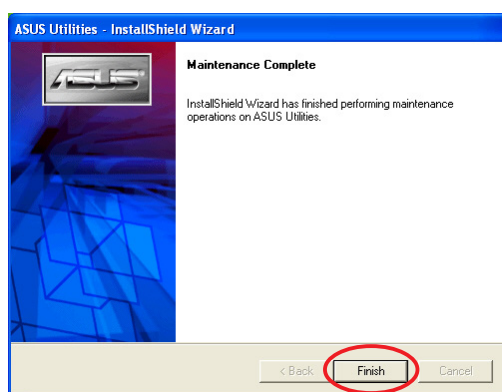 ASUS Utilities - InstallShield Wizard
ASUS
Maintenance Complete
InstallShield Wizard has finished performing maintenance
operations on ASUS Utilities.
< Back
Finish
Cancel